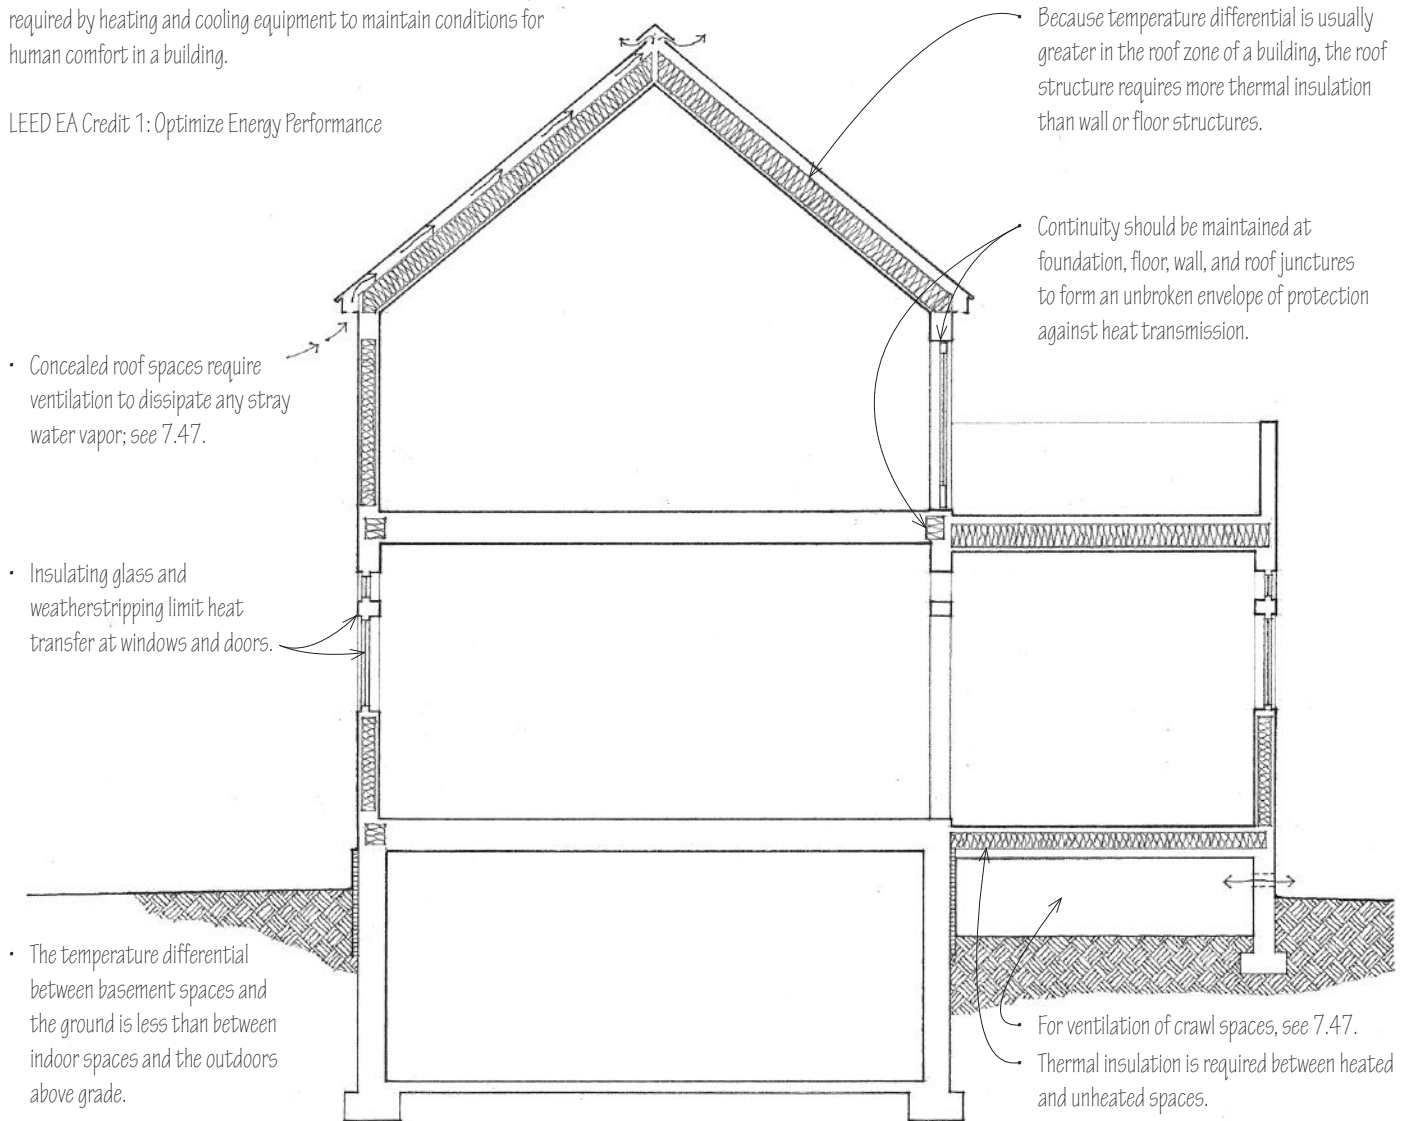 required by heating and cooling equipment to maintain conditions for
human comfort in a building.
LEED EA Credit 1: Optimize Energy Performance
• Because temperature differential is usually
greater in the roof zone of a building, the roof
structure requires more thermal insulation
than wall or floor structures.
• Continuity should be maintained at
foundation, floor, wall, and roof junctures
to form an unbroken envelope of protection
against heat transmission.
• Concealed roof spaces require
ventilation to dissipate any stray
water vapor; see 7.47.
• Insulating glass and
weatherstripping limit heat
transfer at windows and doors.
• The temperature differential
between basement spaces and
the ground is less than between
indoor spaces and the outdoors
above grade.
• For ventilation of crawl spaces, see 7.47.
• Thermal insulation is required between heated
and unheated spaces.